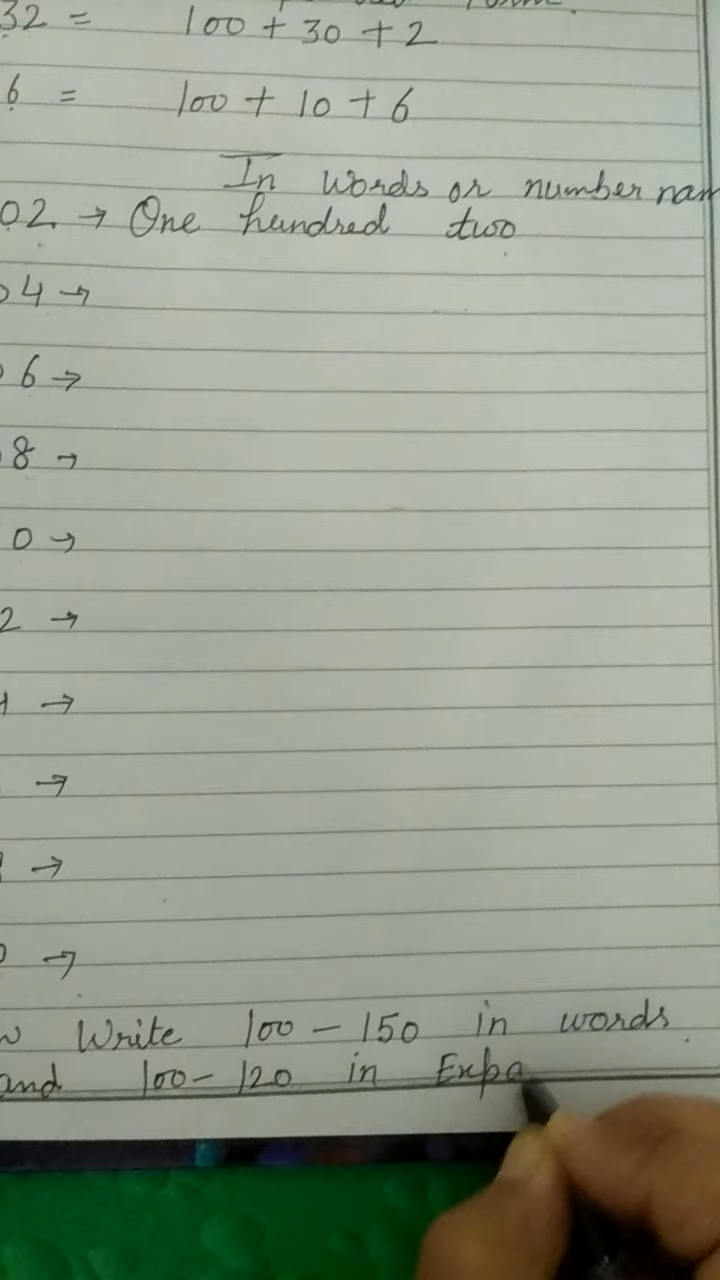 32 = 100 + 30 + 2
6 = 100 + 10 + 6
In words or number nam
02 → One hundred two
04 →
6 →
8 →
0 →
2 →
→
→
→
→
Write 100 - 150 in words
and 100 - 120 in Expa